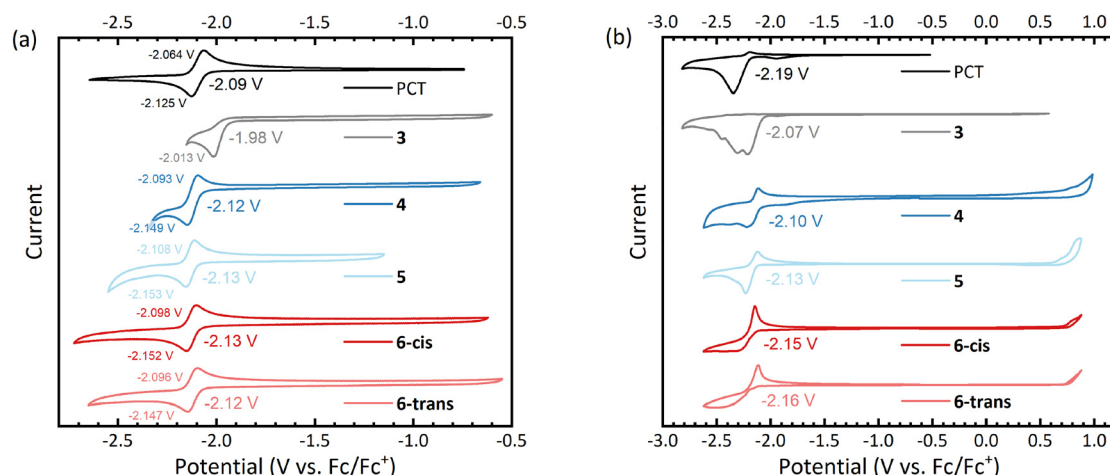 (a)
-2.5 -2.0 -1.5 -1.0 -0.5
-2.064 V
-2.125 V
-2.09 V
PCT
-1.98 V
-2.013 V
3
-2.093 V
-2.149 V
-2.12 V
4
-2.108 V
-2.153 V
-2.13 V
5
-2.098 V
-2.152 V
-2.13 V
6-cis
-2.096 V
-2.147 V
-2.12 V
6-trans
Current
-2.5 -2.0 -1.5 -1.0 -0.5
Potential (V vs. Fc/Fc⁺)
(b)
-3.0 -2.5 -2.0 -1.5 -1.0 -0.5 0.0 0.5 1.0
-2.19 V
PCT
-2.07 V
3
-2.10 V
4
-2.13 V
5
-2.15 V
6-cis
-2.16 V
6-trans
Current
-3.0 -2.5 -2.0 -1.5 -1.0 -0.5 0.0 0.5 1.0
Potential (V vs. Fc/Fc⁺)